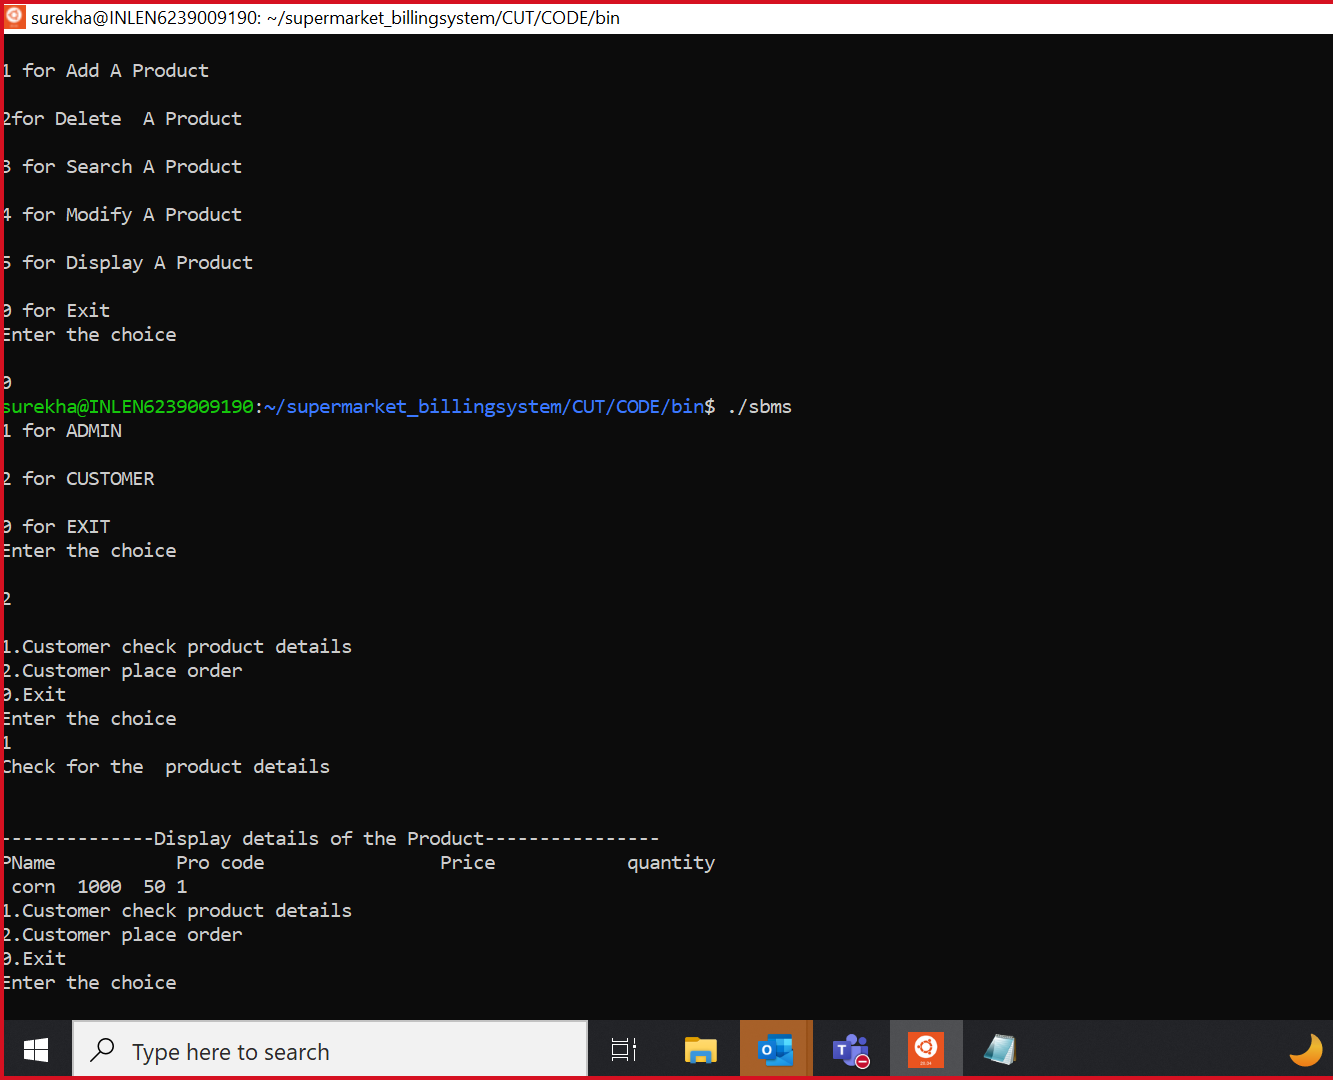 surekha@INLEN6239009190: ~/supermarket_billingsystem/CUT/CODE/bin
1 for Add A Product
2for Delete  A Product
3 for Search A Product
4 for Modify A Product
5 for Display A Product
0 for Exit
Enter the choice
0
surekha@INLEN6239009190:~/supermarket_billingsystem/CUT/CODE/bin$ ./sbms
1 for ADMIN
2 for CUSTOMER
0 for EXIT
Enter the choice
2
1.Customer check product details
2.Customer place order
0.Exit
Enter the choice
1
Check for the  product details
--------------Display details of the Product----------------
PName           Pro code                Price            quantity
 corn  1000  50 1
1.Customer check product details
2.Customer place order
0.Exit
Enter the choice
Type here to search